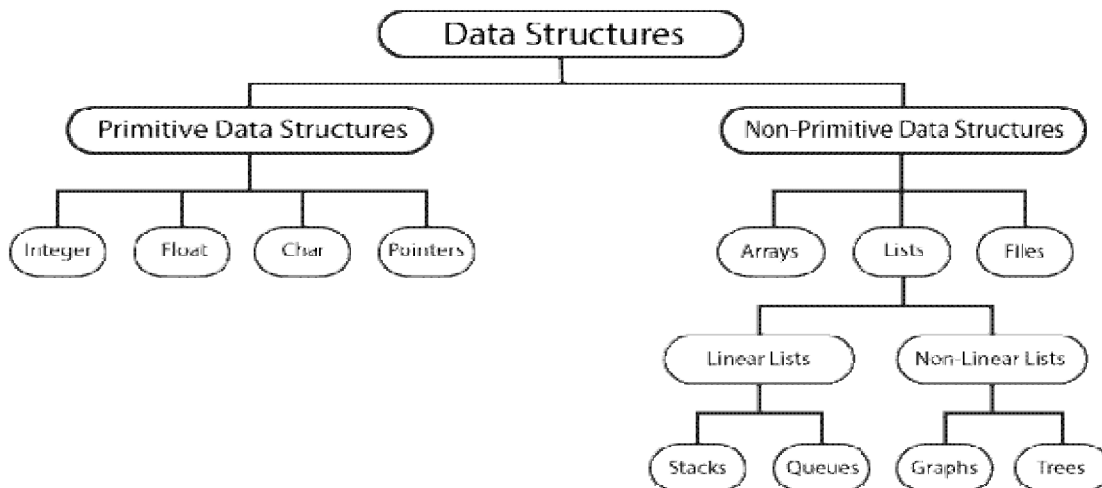 Data Structures
Primitive Data Structures
Non-Primitive Data Structures
Integer
Float
Char
Pointers
Arrays
Lists
Files
Linear Lists
Non-Linear Lists
Stacks
Queues
Graphs
Trees